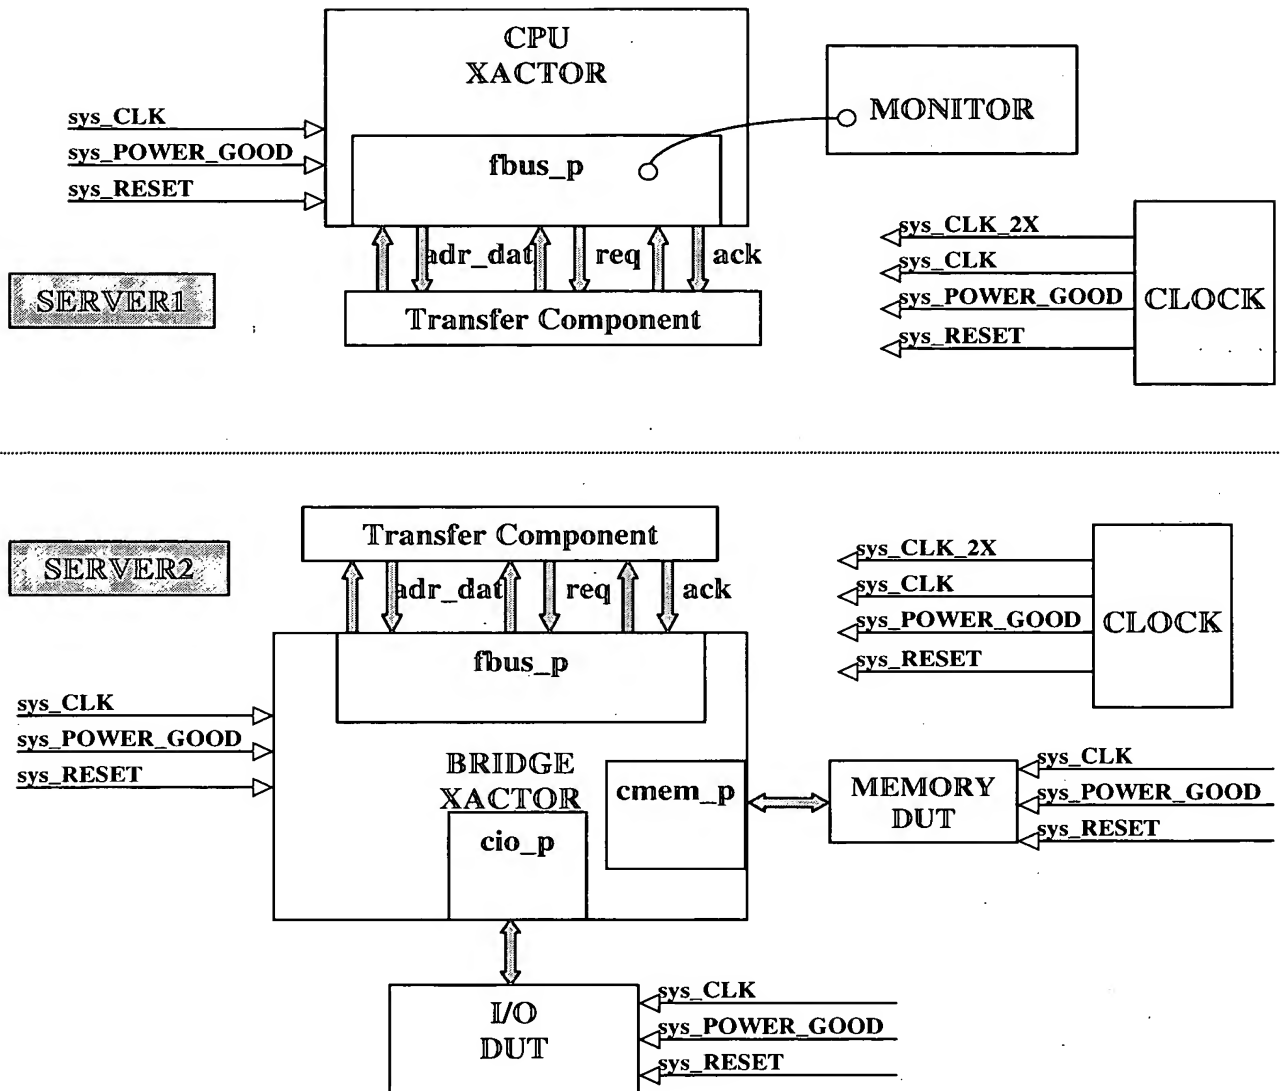 CPU
XACTOR
MONITOR
sys_CLK
sys_POWER_GOOD
sys_RESET
fbus_p
sys_CLK_2X
sys_CLK
sys_POWER_GOOD
sys_RESET
CLOCK
adr_dat
req
ack
SERVER1
Transfer Component
Transfer Component
SERVER2
adr_dat
req
ack
sys_CLK_2X
sys_CLK
sys_POWER_GOOD
sys_RESET
CLOCK
fbus_p
sys_CLK
sys_POWER_GOOD
sys_RESET
BRIDGE
XACTOR
cmem_p
cio_p
MEMORY
DUT
sys_CLK
sys_POWER_GOOD
sys_RESET
I/O
DUT
sys_CLK
sys_POWER_GOOD
sys_RESET